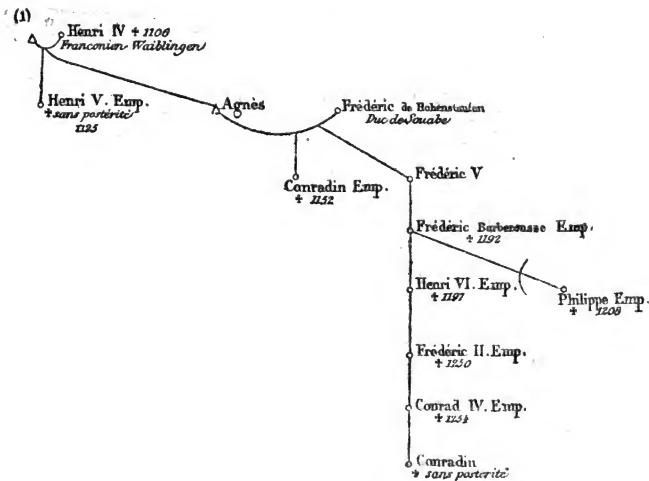 (1)
Henri IV ✝ 1106
Franconien Waiblingen
Henri V. Emp.
✝ sans postérité
1125
Agnès
Frédéric de Hohenstaufen
Duc de Souabe
Conradin Emp.
✝ 1152
Frédéric V
Frédéric Barberousse Emp.
✝ 1192
Henri VI. Emp.
✝ 1197
Philippe Emp.
✝ 1208
Frédéric II. Emp.
✝ 1250
Conrad IV. Emp.
✝ 1254
Conradin
✝ sans postérité